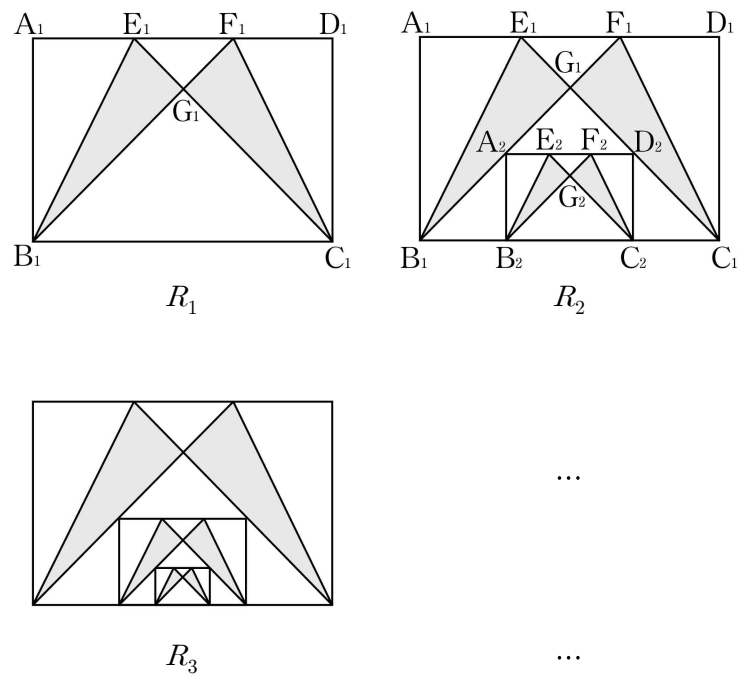 A₁ E₁ F₁ D₁
G₁
B₁ C₁
R₁
A₁ E₁ F₁ D₁
G₁
A₂ E₂ F₂ D₂
G₂
B₁ B₂ C₂ C₁
R₂
...
R₃
...